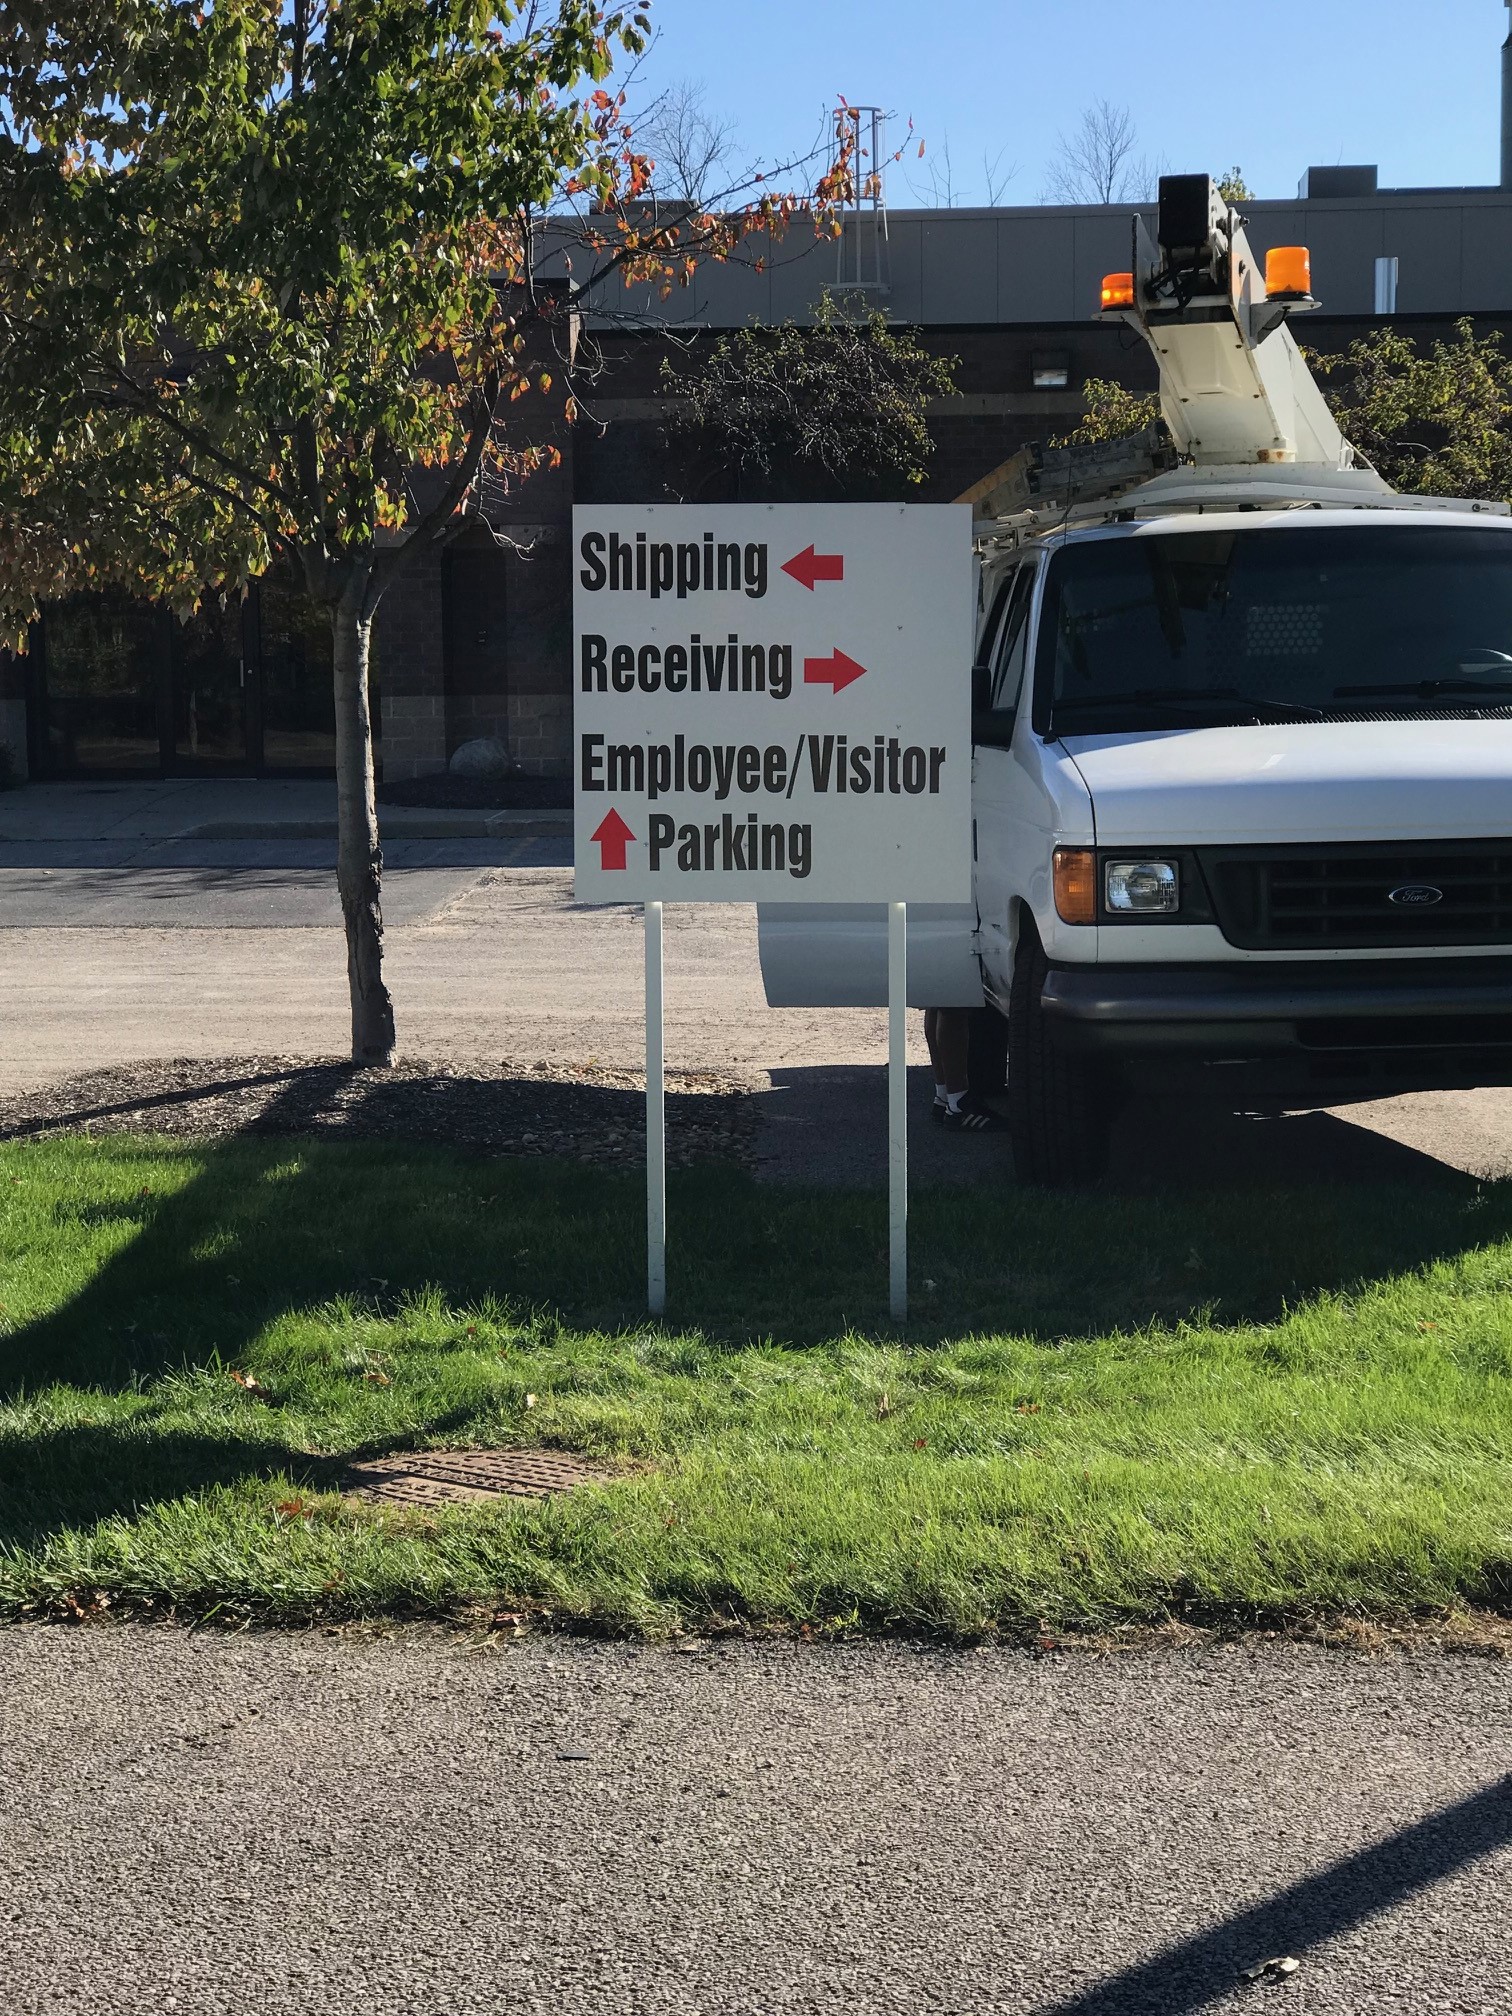 Shipping
Receiving
Employee/Visitor
Parking
Ford